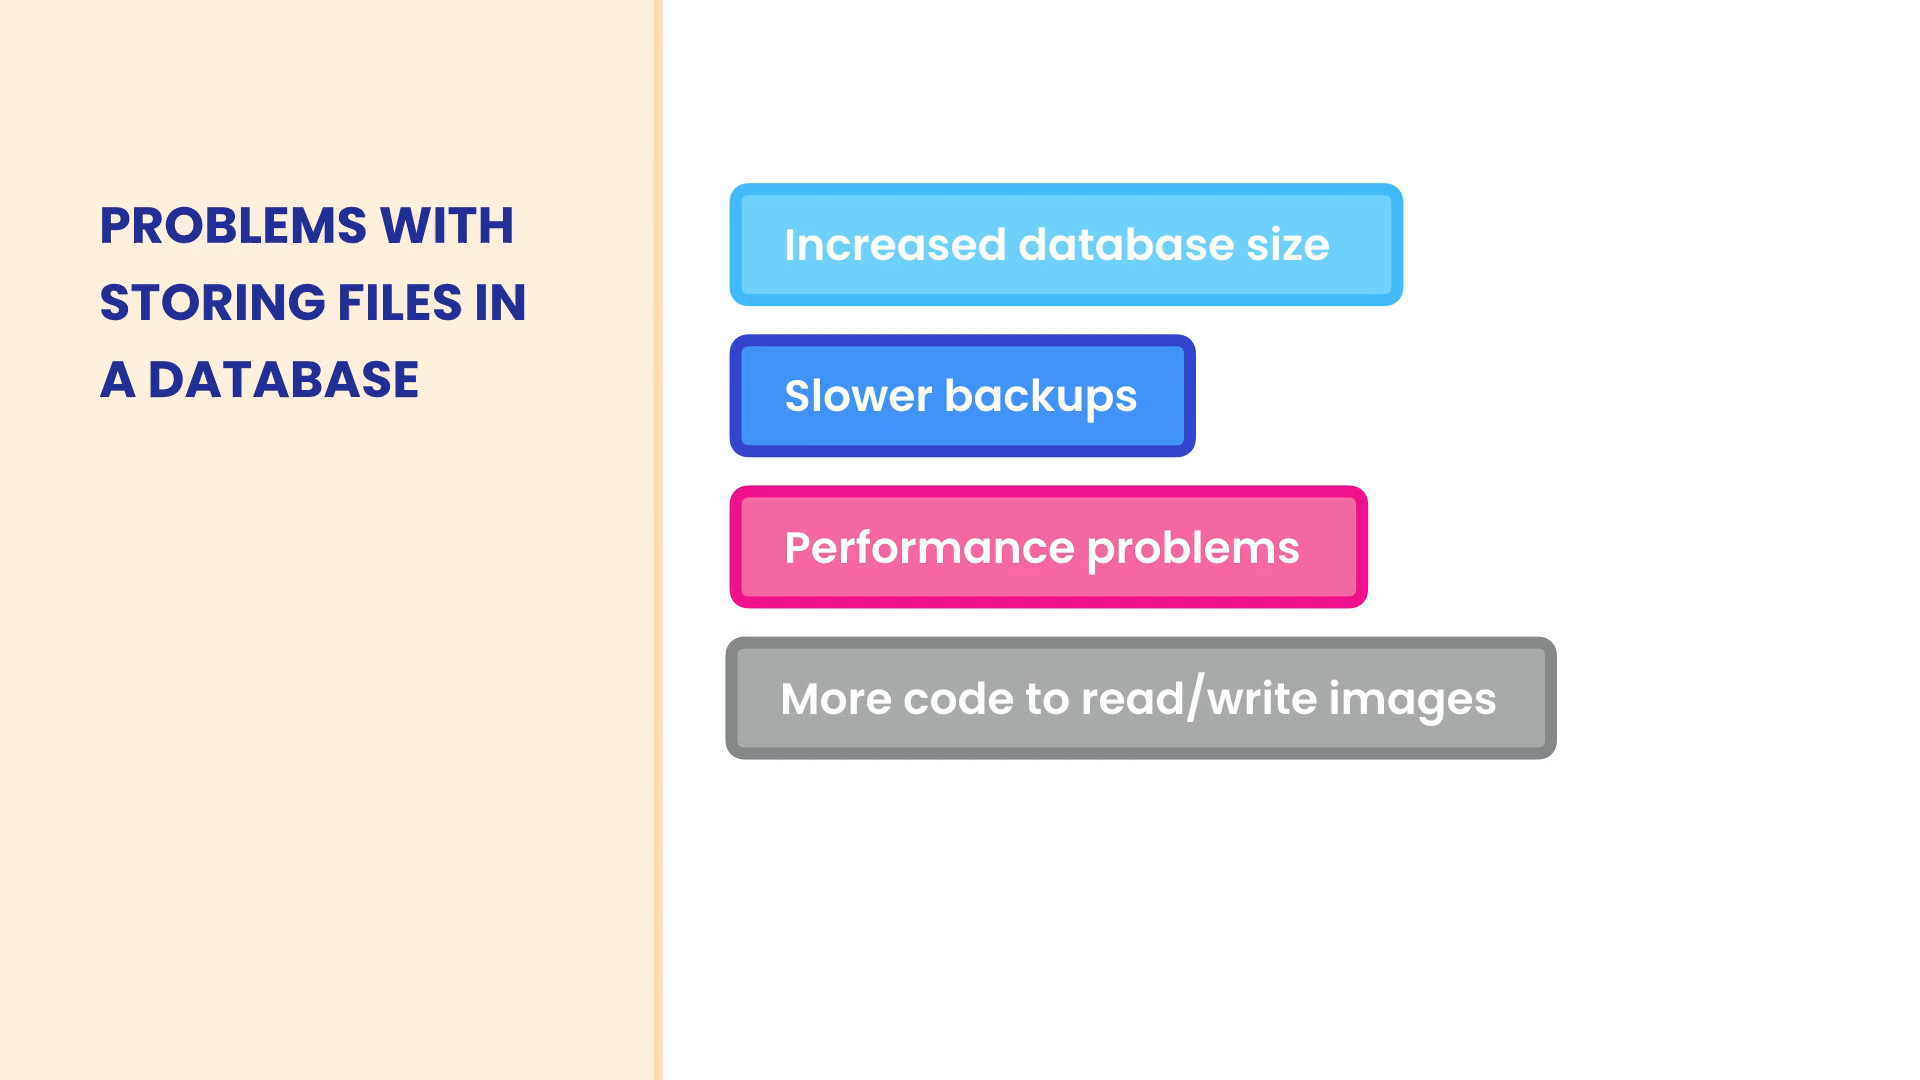 PROBLEMS WITH
STORING FILES IN
A DATABASE
Increased database size
Slower backups
Performance problems
More code to read/write images